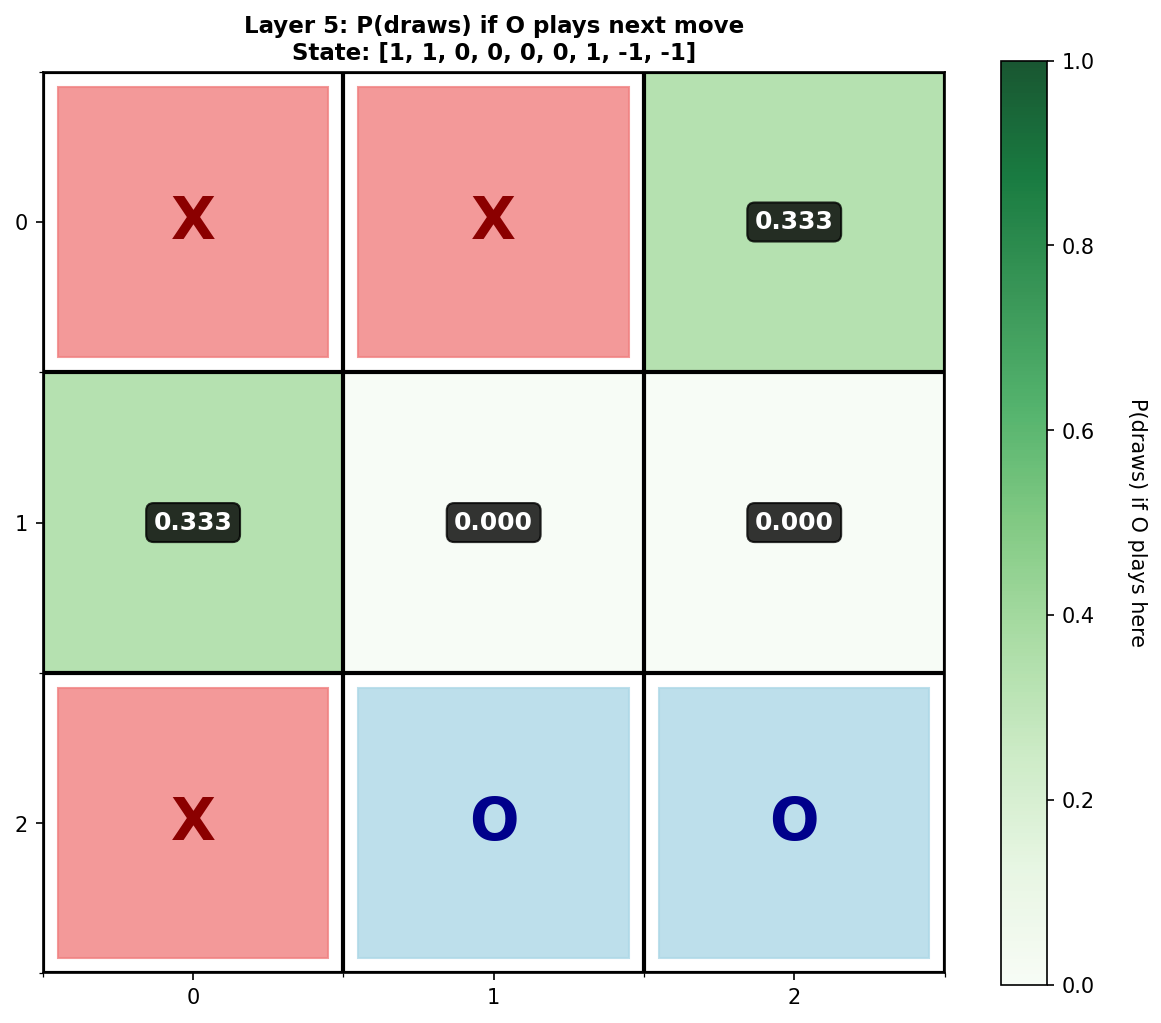 Layer 5: P(draws) if O plays next move
State: [1, 1, 0, 0, 0, 0, 1, -1, -1]
1.0
0
X
X
0.333
0.8
0.6
P(draws) if O plays here
1
0.333
0.000
0.000
0.4
2
X
O
O
0.2
0.0
0
1
2